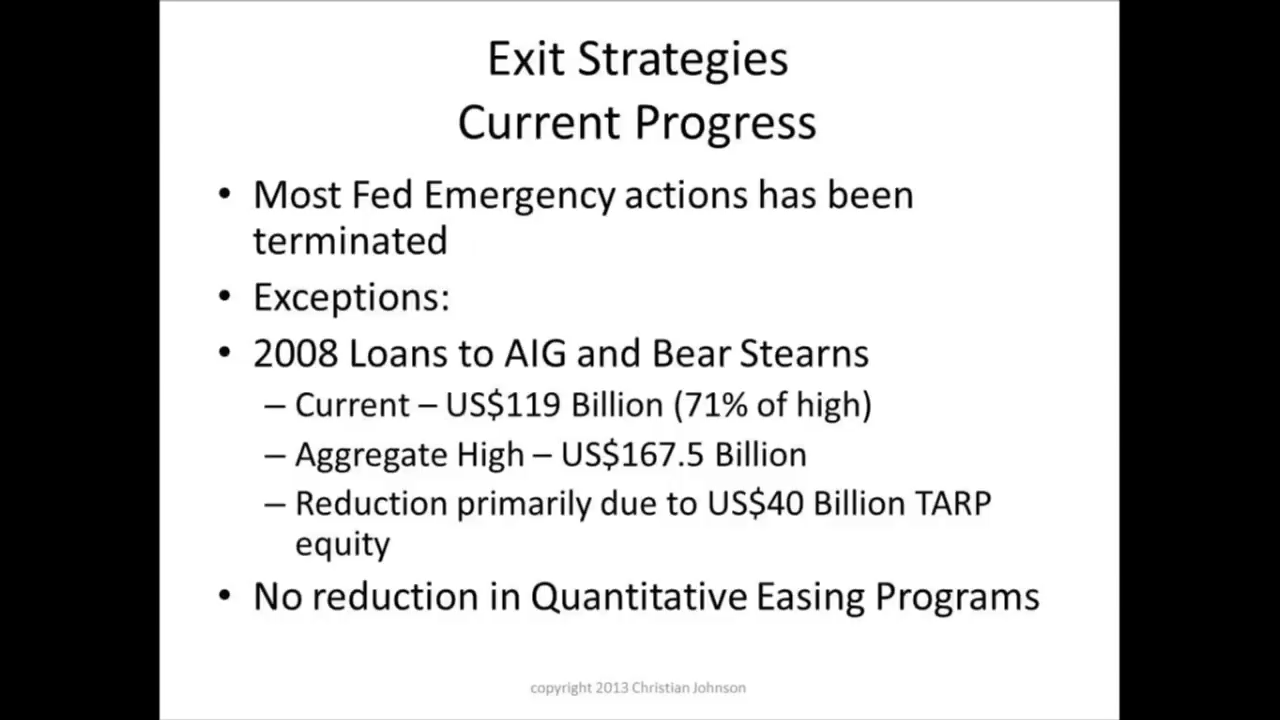 Exit Strategies
Current Progress
• Most Fed Emergency actions has been
terminated
• Exceptions:
• 2008 Loans to AIG and Bear Stearns
– Current – US$119 Billion (71% of high)
– Aggregate High – US$167.5 Billion
– Reduction primarily due to US$40 Billion TARP
equity
• No reduction in Quantitative Easing Programs
copyright 2013 Christian Johnson